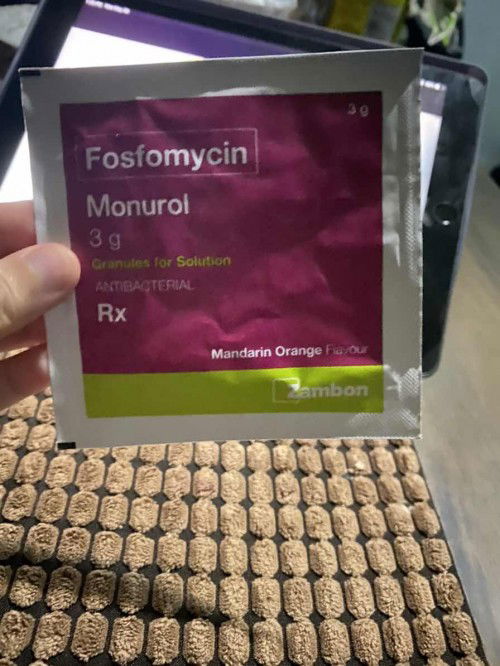 3 g
Fosfomycin
Monurol
3 g
Granules for Solution
ANTIBACTERIAL
Rx
Mandarin Orange Flavour
Zambon